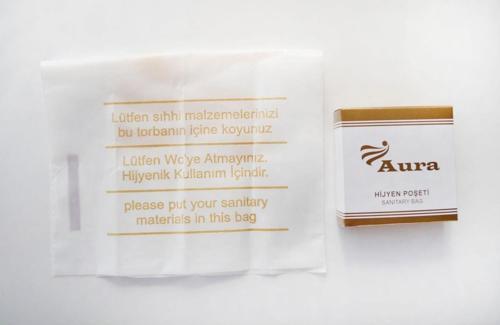 Lütfen sıhhi malzemelerinizi
bu torbanın içine koyunuz
Lütfen Wc'ye Atmayınız.
Hijyenik Kullanım İçindir.
please put your sanitary
materials in this bag
Aura
HİJYEN POŞETİ
SANITARY BAG